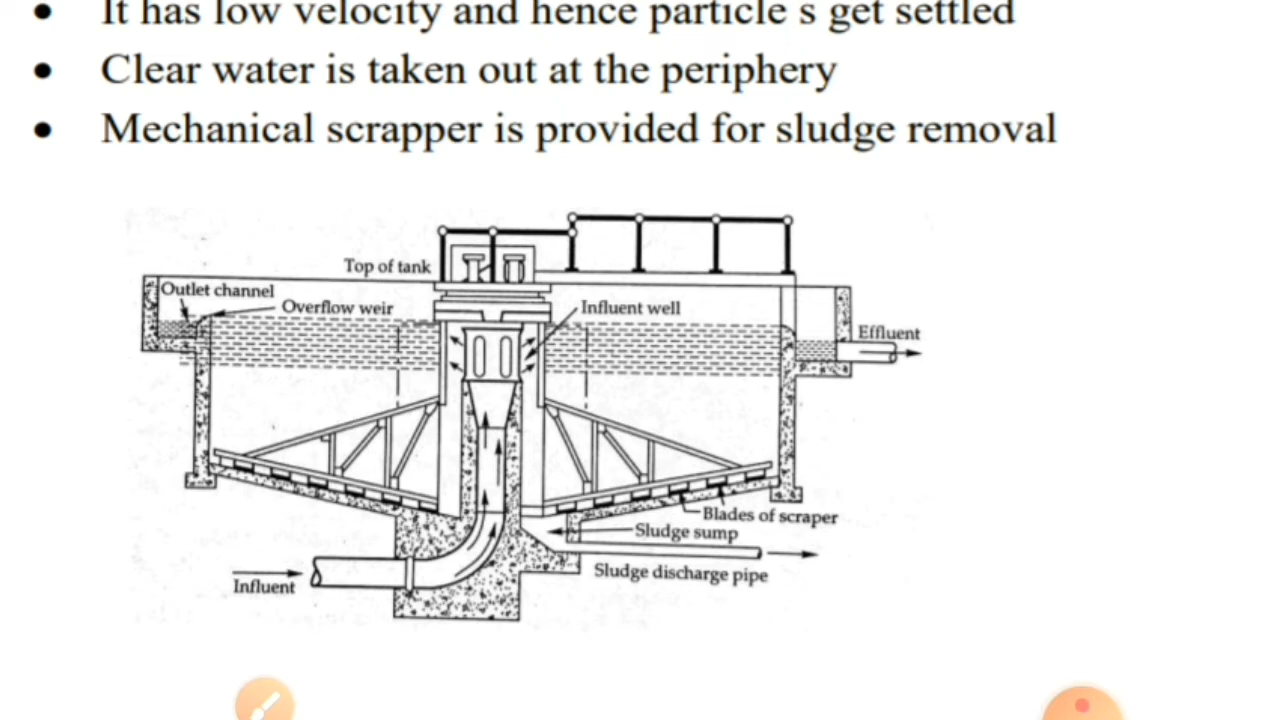 • It has low velocity and hence particle s get settled
• Clear water is taken out at the periphery
• Mechanical scrapper is provided for sludge removal
Top of tank
Outlet channel
Overflow weir
Influent well
Effluent
Blades of scraper
Sludge sump
Sludge discharge pipe
Influent